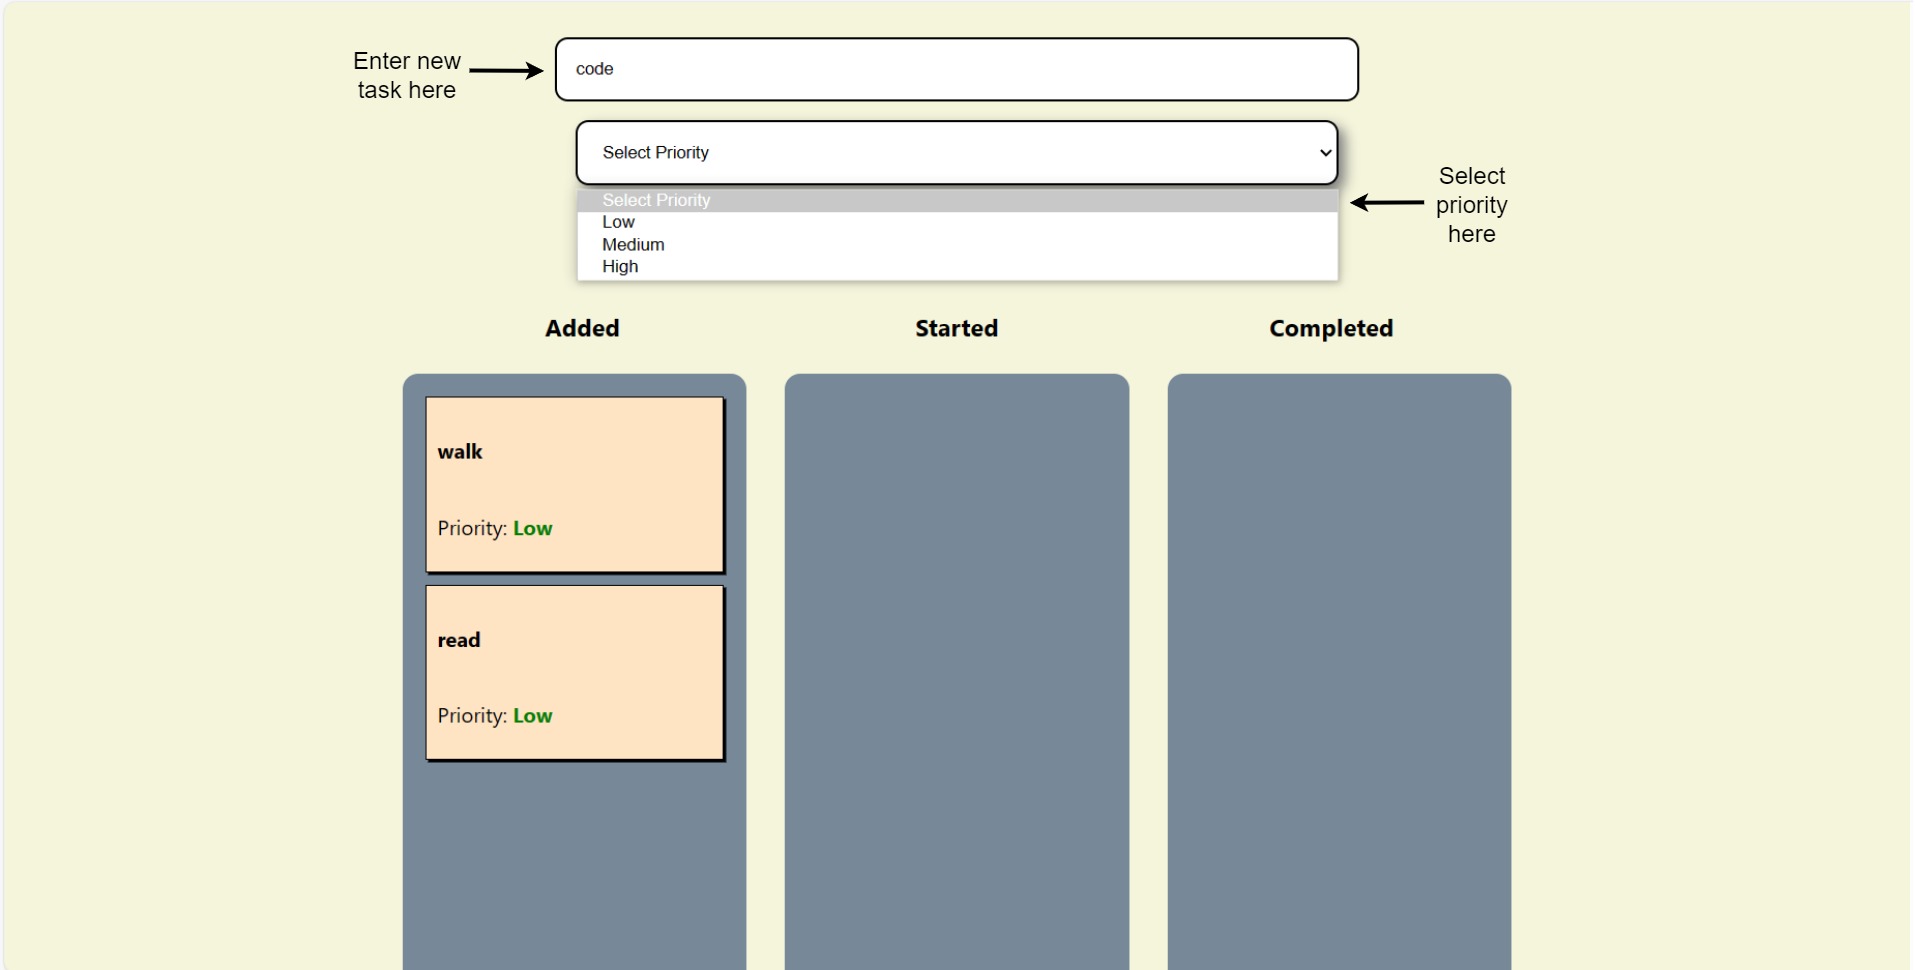 Enter new
task here
code
Select Priority
Select Priority
Low
Medium
High
Select
priority
here
Added
Started
Completed
walk
Priority: Low
read
Priority: Low